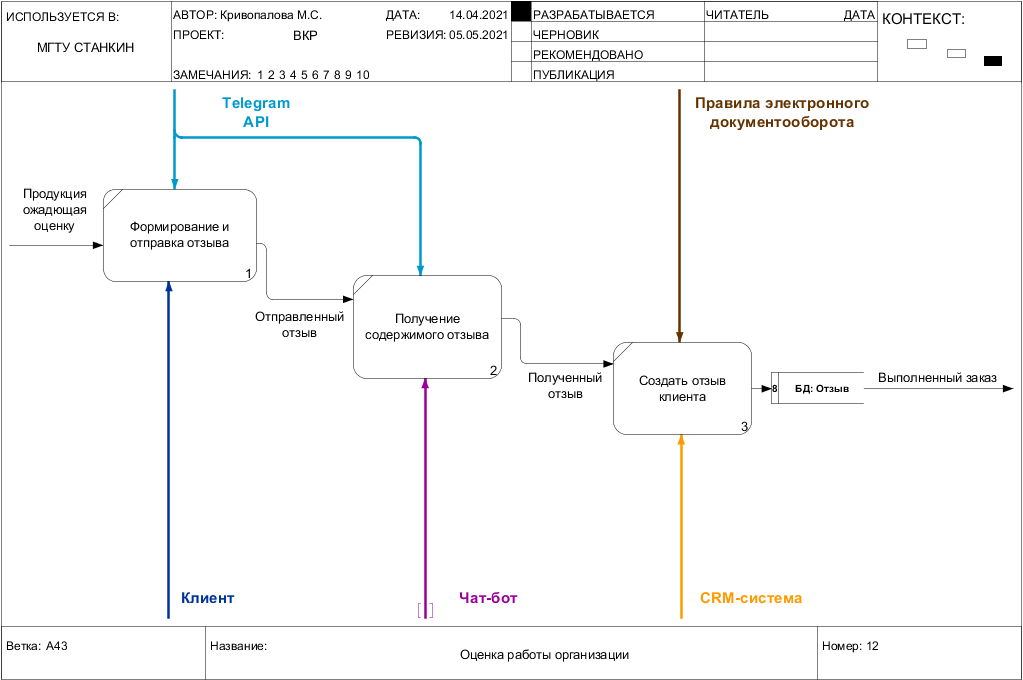 ИСПОЛЬЗУЕТСЯ В:
МГТУ СТАНКИН
АВТОР: Кривопалова М.С.
ДАТА: 14.04.2021
ПРОЕКТ: ВКР
РЕВИЗИЯ: 05.05.2021
ЗАМЕЧАНИЯ: 1 2 3 4 5 6 7 8 9 10
РАЗРАБАТЫВАЕТСЯ
ЧЕРНОВИК
РЕКОМЕНДОВАНО
ПУБЛИКАЦИЯ
ЧИТАТЕЛЬ ДАТА
КОНТЕКСТ:
Telegram
API
Правила электронного
документооборота
Продукция
ожадющая
оценку
Формирование и
отправка отзыва
1
Отправленный
отзыв
Получение
содержимого отзыва
2
Полученный
отзыв
Создать отзыв
клиента
3
8 БД: Отзыв
Выполненный заказ
Клиент
Чат-бот
CRM-система
Ветка: A43
Название:
Оценка работы организации
Номер: 12